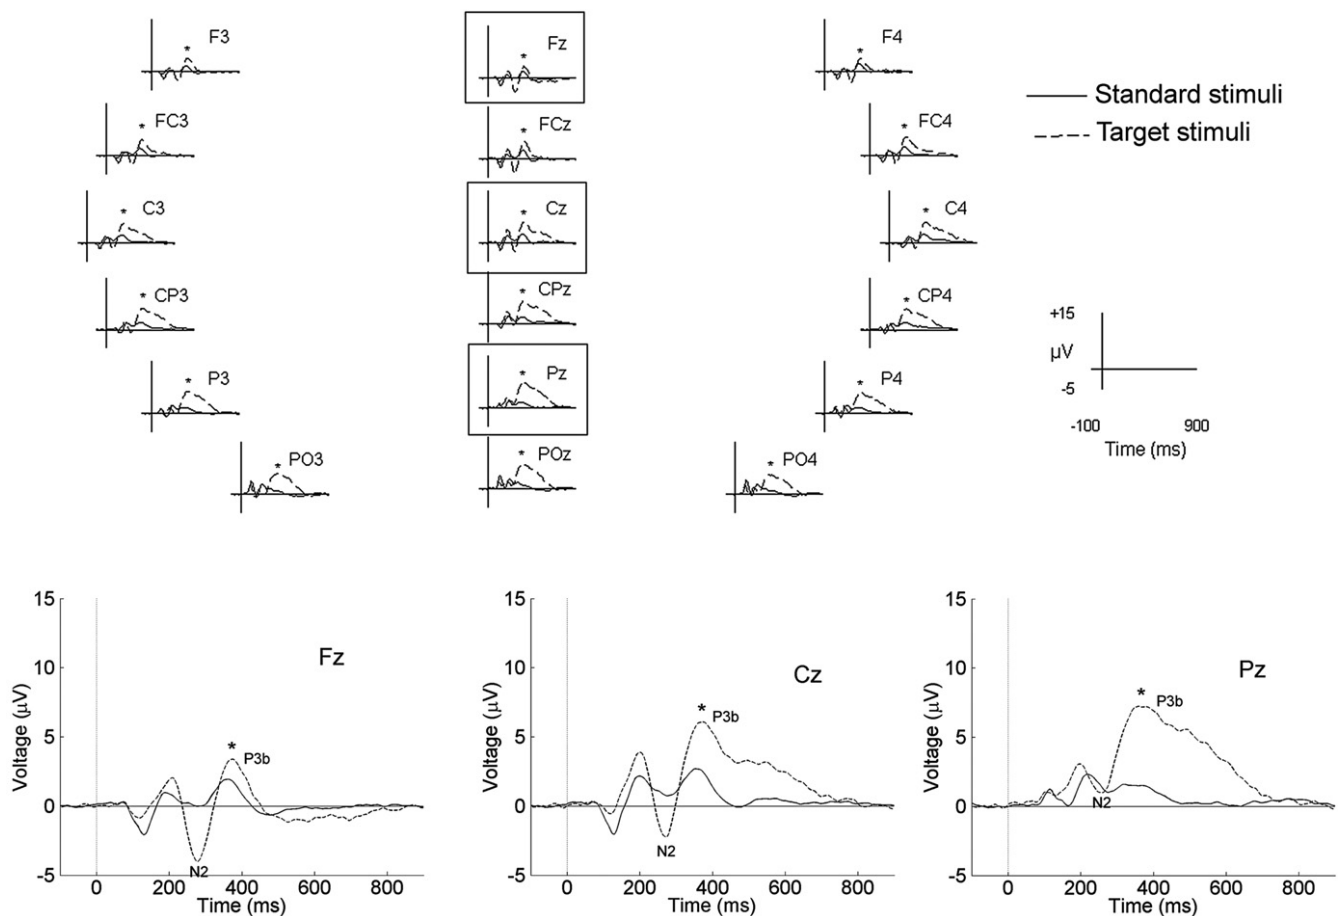 F3
*
Fz
*
F4
*
Standard stimuli
Target stimuli
FC3
*
FCz
*
FC4
*
C3
*
Cz
*
C4
*
CP3
*
CPz
*
CP4
*
+15
µV
-5
-100 900
Time (ms)
P3
*
Pz
*
P4
*
PO3
*
POz
*
PO4
*
15
10
5
0
-5
Voltage (µV)
Fz
*
P3b
N2
0 200 400 600 800
Time (ms)
15
10
5
0
-5
Voltage (µV)
Cz
*
P3b
N2
0 200 400 600 800
Time (ms)
15
10
5
0
-5
Voltage (µV)
Pz
*
P3b
N2
0 200 400 600 800
Time (ms)